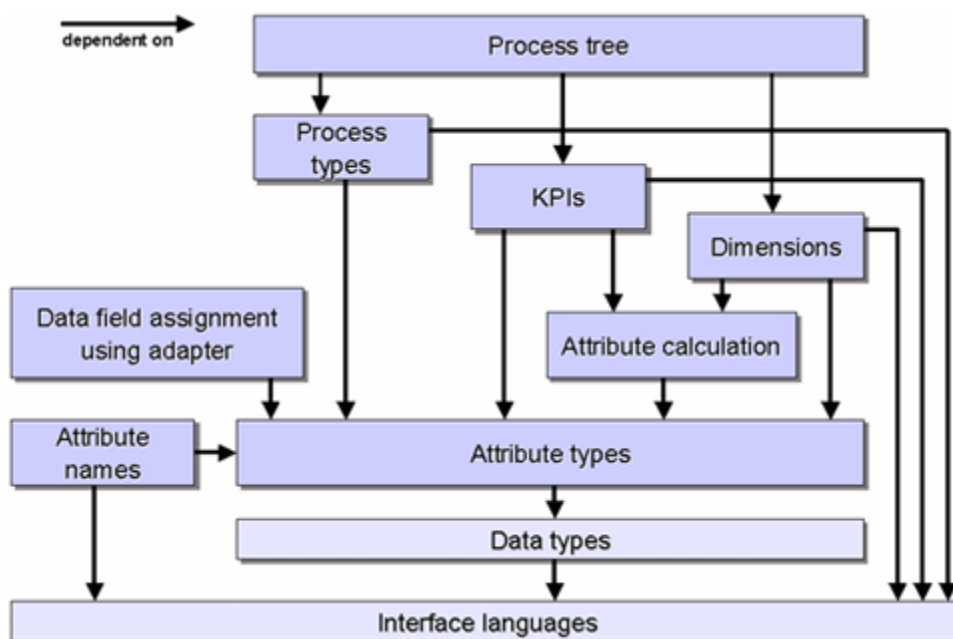 dependent on
Process tree
Process
types
KPIs
Dimensions
Data field assignment
using adapter
Attribute calculation
Attribute
names
Attribute types
Data types
Interface languages